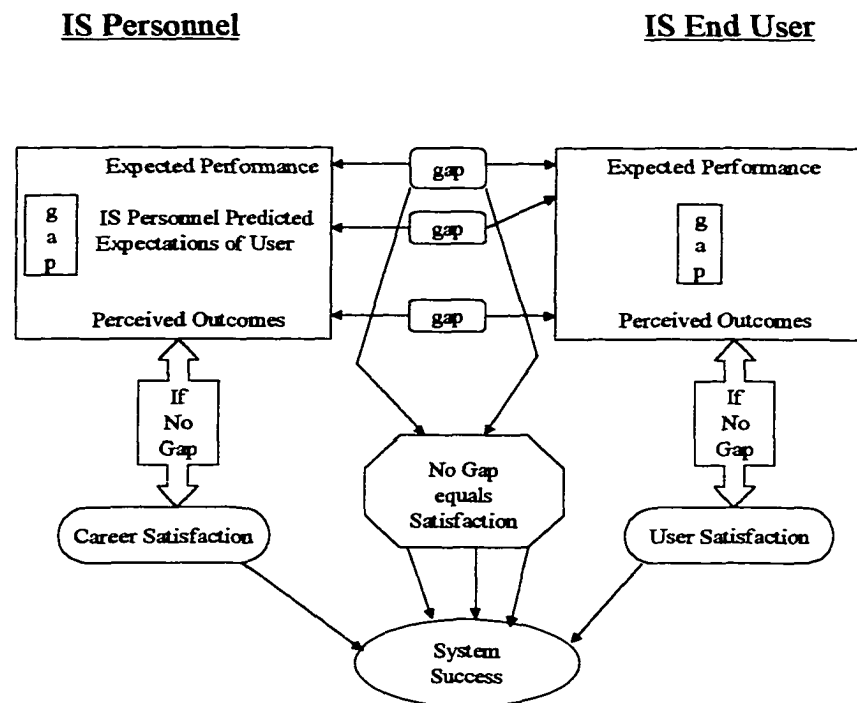 IS Personnel
IS End User
Expected Performance
gap
Expected Performance
g
a
p
IS Personnel Predicted
Expectations of User
gap
g
a
p
Perceived Outcomes
gap
Perceived Outcomes
If
No
Gap
If
No
Gap
No Gap
equals
Satisfaction
Career Satisfaction
User Satisfaction
System
Success